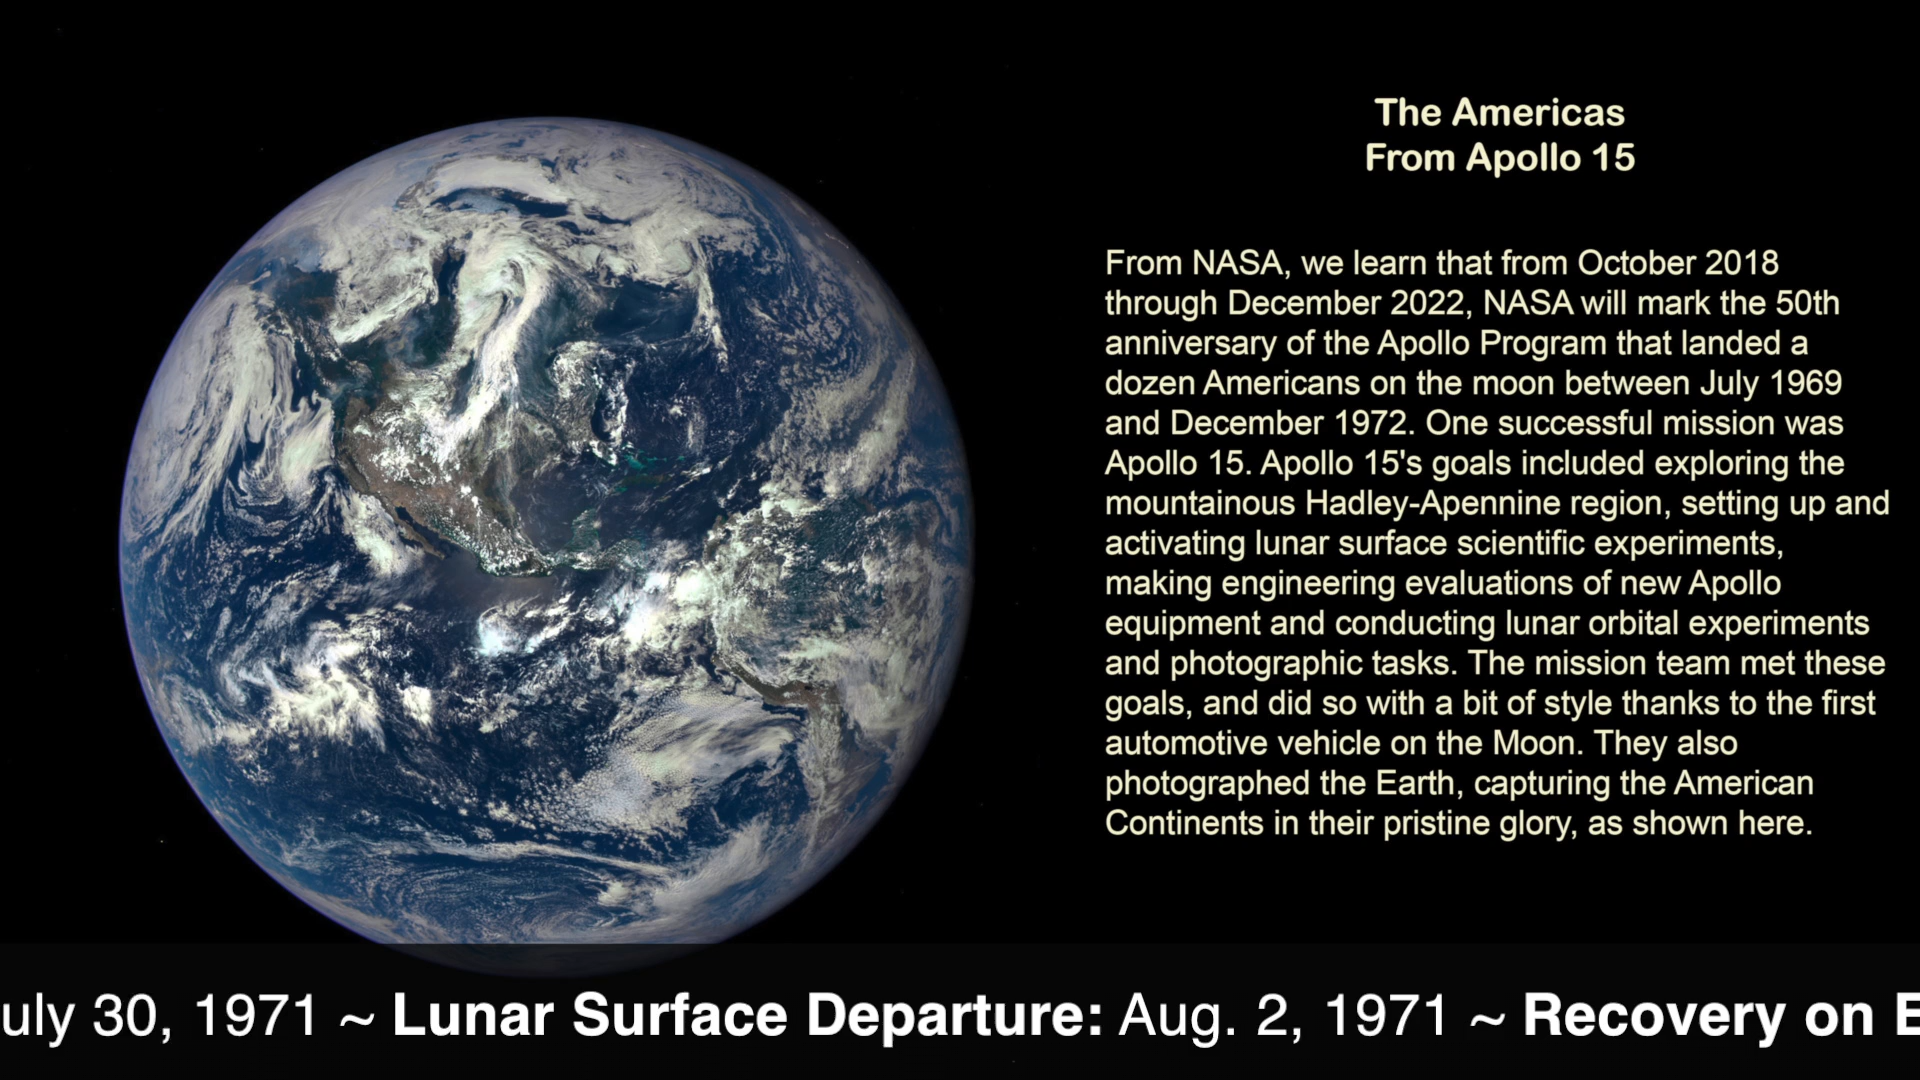 The Americas
From Apollo 15
From NASA, we learn that from October 2018
through December 2022, NASA will mark the 50th
anniversary of the Apollo Program that landed a
dozen Americans on the moon between July 1969
and December 1972. One successful mission was
Apollo 15. Apollo 15's goals included exploring the
mountainous Hadley-Apennine region, setting up and
activating lunar surface scientific experiments,
making engineering evaluations of new Apollo
equipment and conducting lunar orbital experiments
and photographic tasks. The mission team met these
goals, and did so with a bit of style thanks to the first
automotive vehicle on the Moon. They also
photographed the Earth, capturing the American
Continents in their pristine glory, as shown here.
uly 30, 1971 ~ Lunar Surface Departure: Aug. 2, 1971 ~ Recovery on E